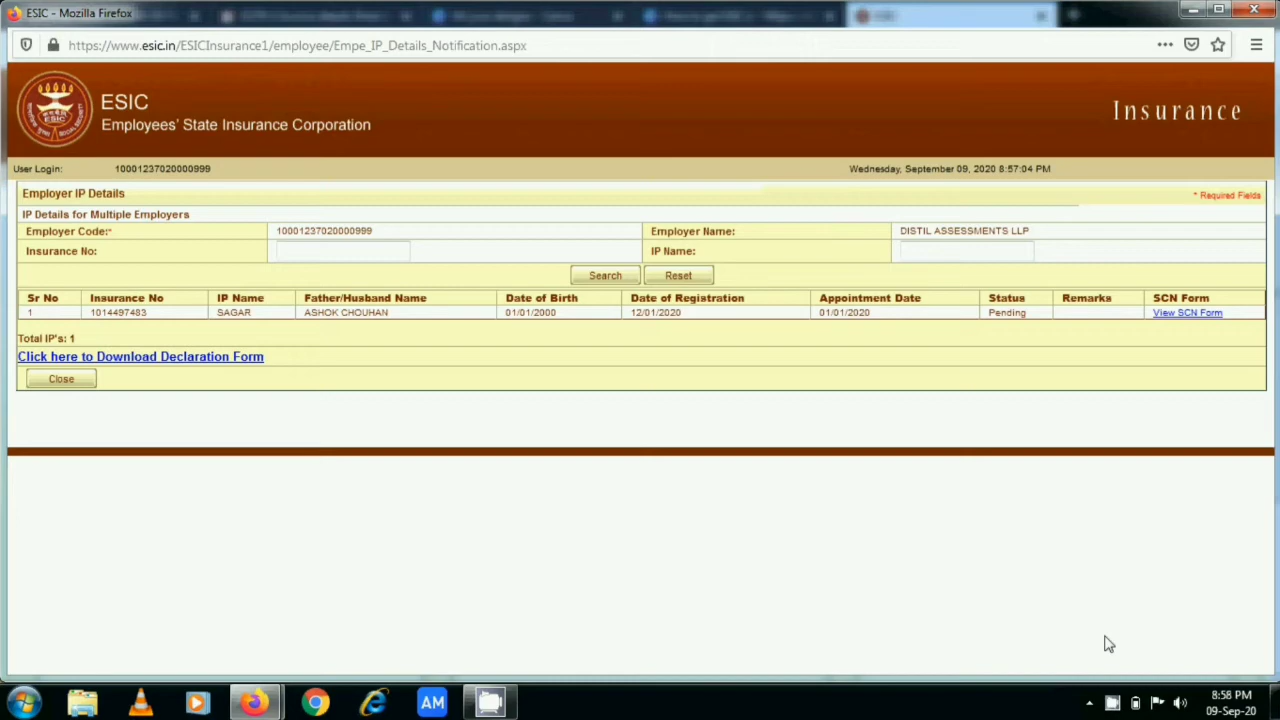 ESIC - Mozilla Firefox
https://www.esic.in/ESICInsurance1/employee/Empe_IP_Details_Notification.aspx
ESIC
Employees' State Insurance Corporation
Insurance
User Login: 10001237020000999 Wednesday, September 09, 2020 8:57:04 PM
Employer IP Details * Required Fields
IP Details for Multiple Employers
Employer Code:* 10001237020000999 Employer Name: DISTIL ASSESSMENTS LLP
Insurance No: IP Name:
Search Reset
Sr No Insurance No IP Name Father/Husband Name Date of Birth Date of Registration Appointment Date Status Remarks SCN Form
1 1014497483 SAGAR ASHOK CHOUHAN 01/01/2000 12/01/2020 01/01/2020 Pending View SCN Form
Total IP's: 1
Click here to Download Declaration Form
Close
AM
8:58 PM
09-Sep-20